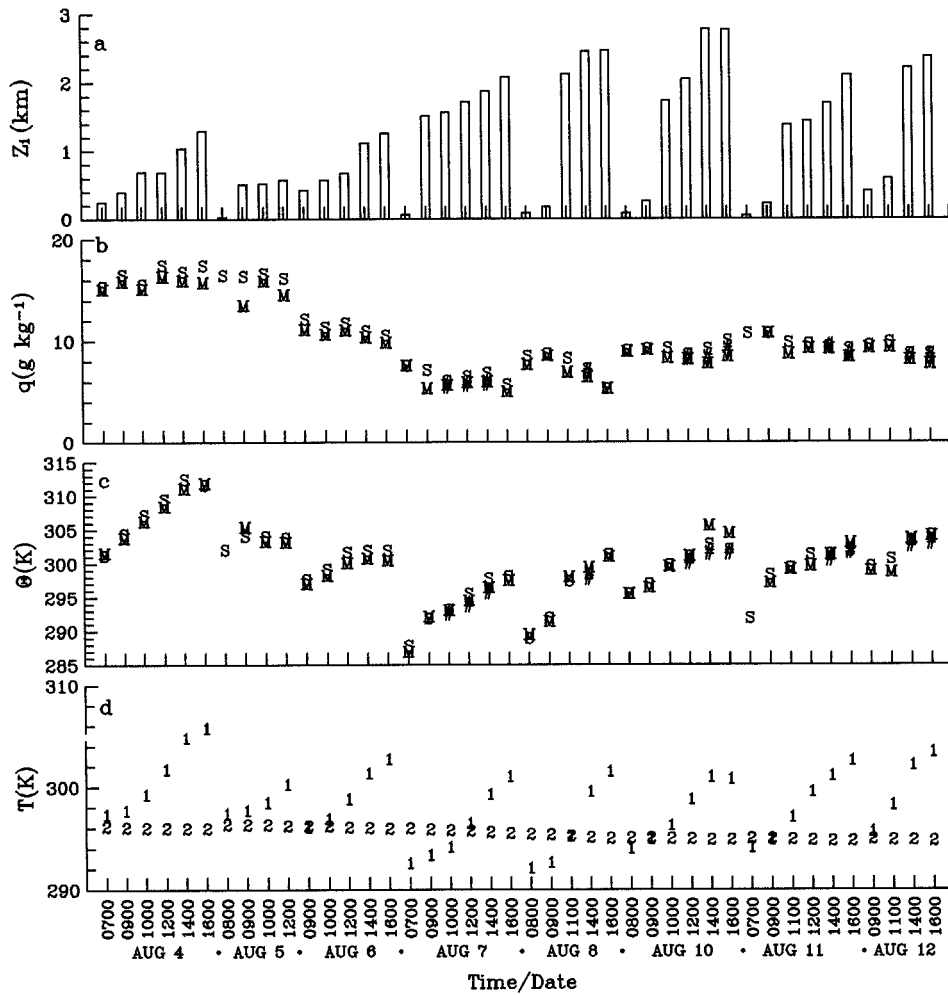 3
a
2
Z₁(km)
1
0
20
b
q(g kg⁻¹)
10
0
315
c
310
305
Θ(K)
300
295
290
285
310
d
T(K)
300
290
0700 0900 1000 1200 1400 1600 0800 0900 1000 1200 0900 1000 1200 1400 1600 0700 0900 1000 1200 1400 1600 0800 0900 1100 1400 1600 0800 0900 1000 1200 1400 1600 0700 0900 1100 1200 1400 1600 0900 1100 1400 1600
AUG 4 • AUG 5 • AUG 6 • AUG 7 • AUG 8 • AUG 10 • AUG 11 • AUG 12
Time/Date